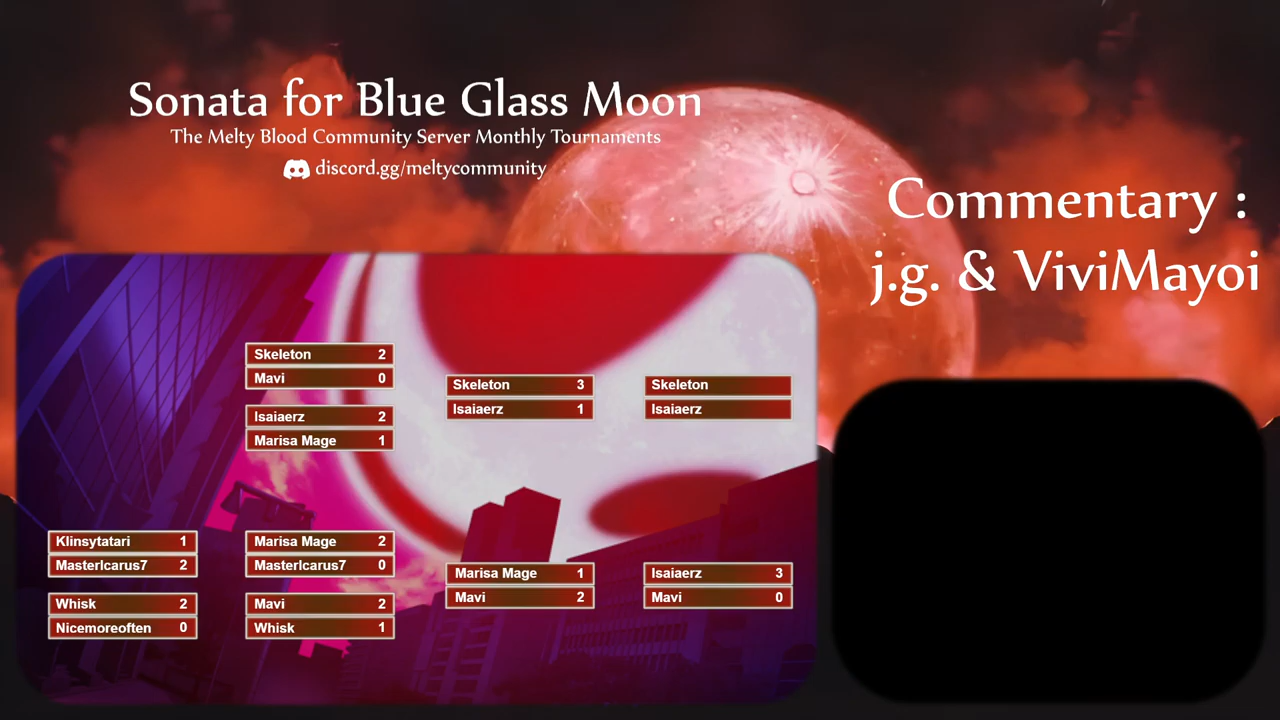 Sonata for Blue Glass Moon
The Melty Blood Community Server Monthly Tournaments
discord.gg/meltycommunity
Commentary :
j.g. & ViviMayoi
Skeleton 2
Mavi 0
Isaiaerz 2
Marisa Mage 1
Skeleton 3
Isaiaerz 1
Skeleton
Isaiaerz
Klinsytatari 1
MasterIcarus7 2
Whisk 2
Nicemoreoften 0
Marisa Mage 2
MasterIcarus7 0
Mavi 2
Whisk 1
Marisa Mage 1
Mavi 2
Isaiaerz 3
Mavi 0